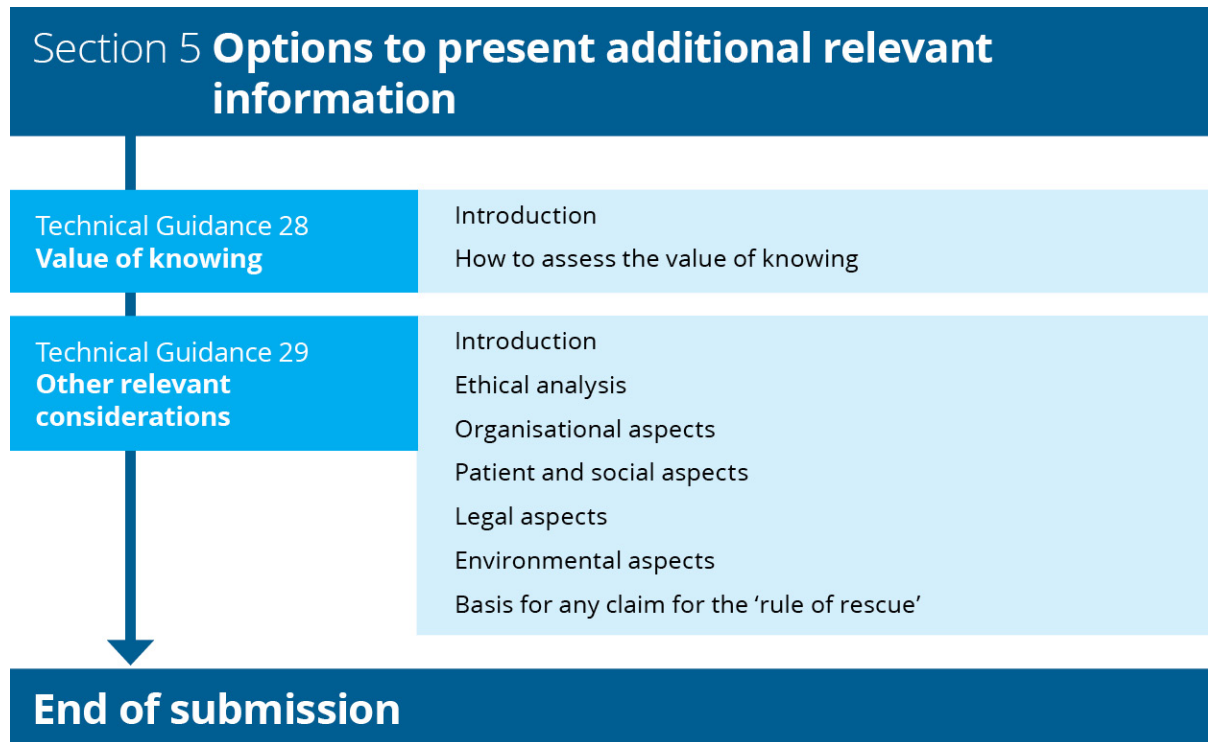 Section 5 Options to present additional relevant
information
Technical Guidance 28
Value of knowing
Introduction
How to assess the value of knowing
Technical Guidance 29
Other relevant
considerations
Introduction
Ethical analysis
Organisational aspects
Patient and social aspects
Legal aspects
Environmental aspects
Basis for any claim for the ‘rule of rescue’
End of submission